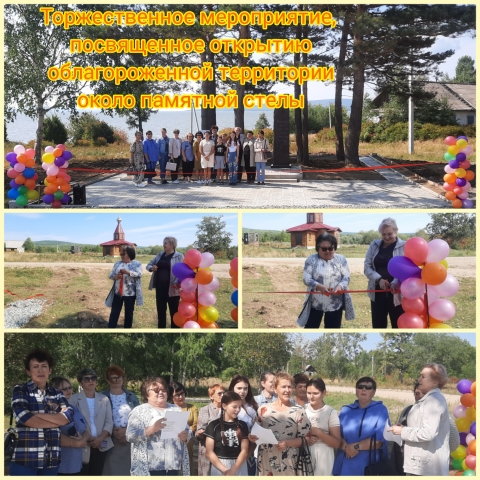 Торжественное мероприятие,
посвященное открытию
облагороженной территории
около памятной стелы